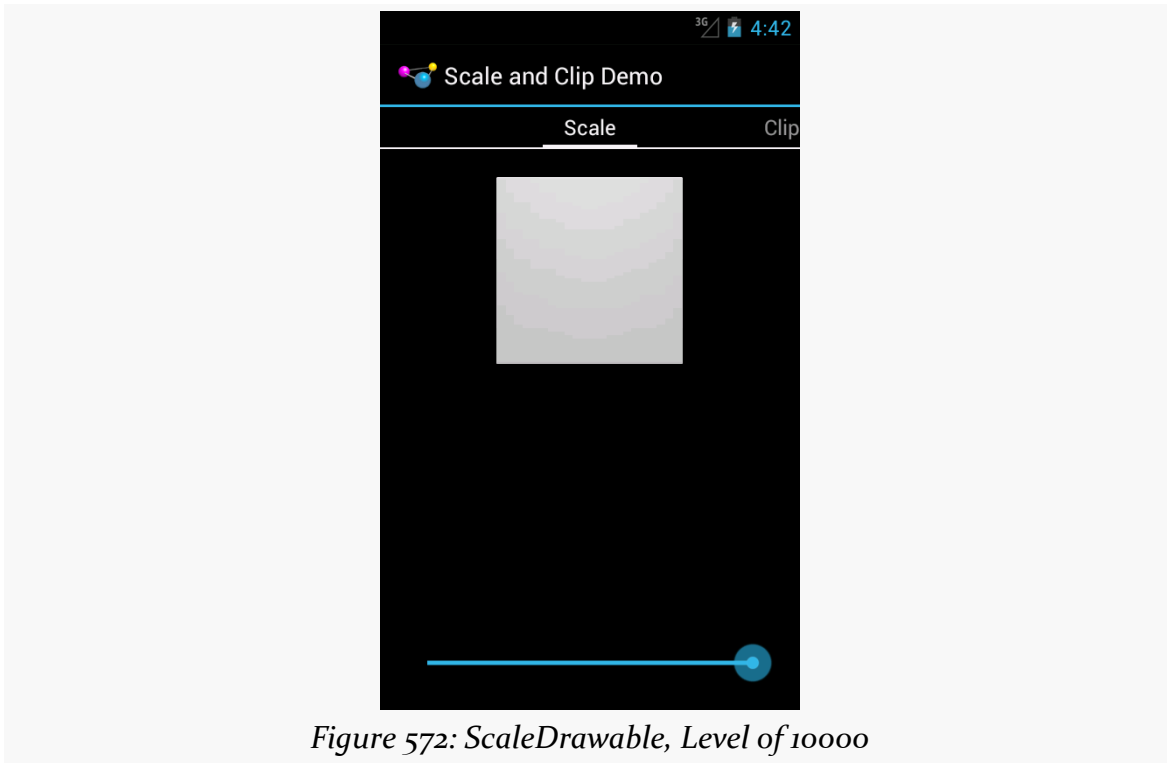 3G 4:42
Scale and Clip Demo
Scale Clip
Figure 572: ScaleDrawable, Level of 10000